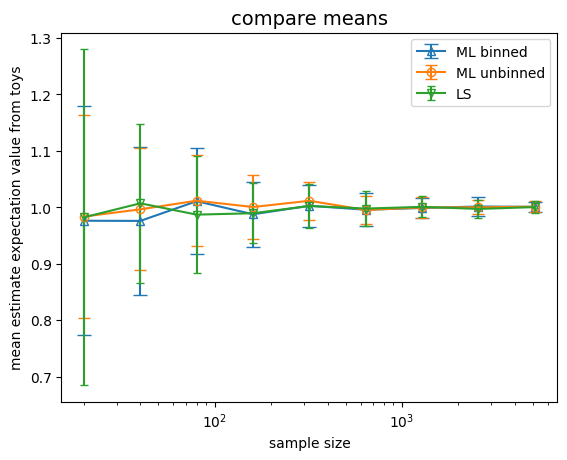 compare means
mean estimate expectation value from toys
1.3
1.2
1.1
1.0
0.9
0.8
0.7
ML binned
ML unbinned
LS
10²
10³
sample size